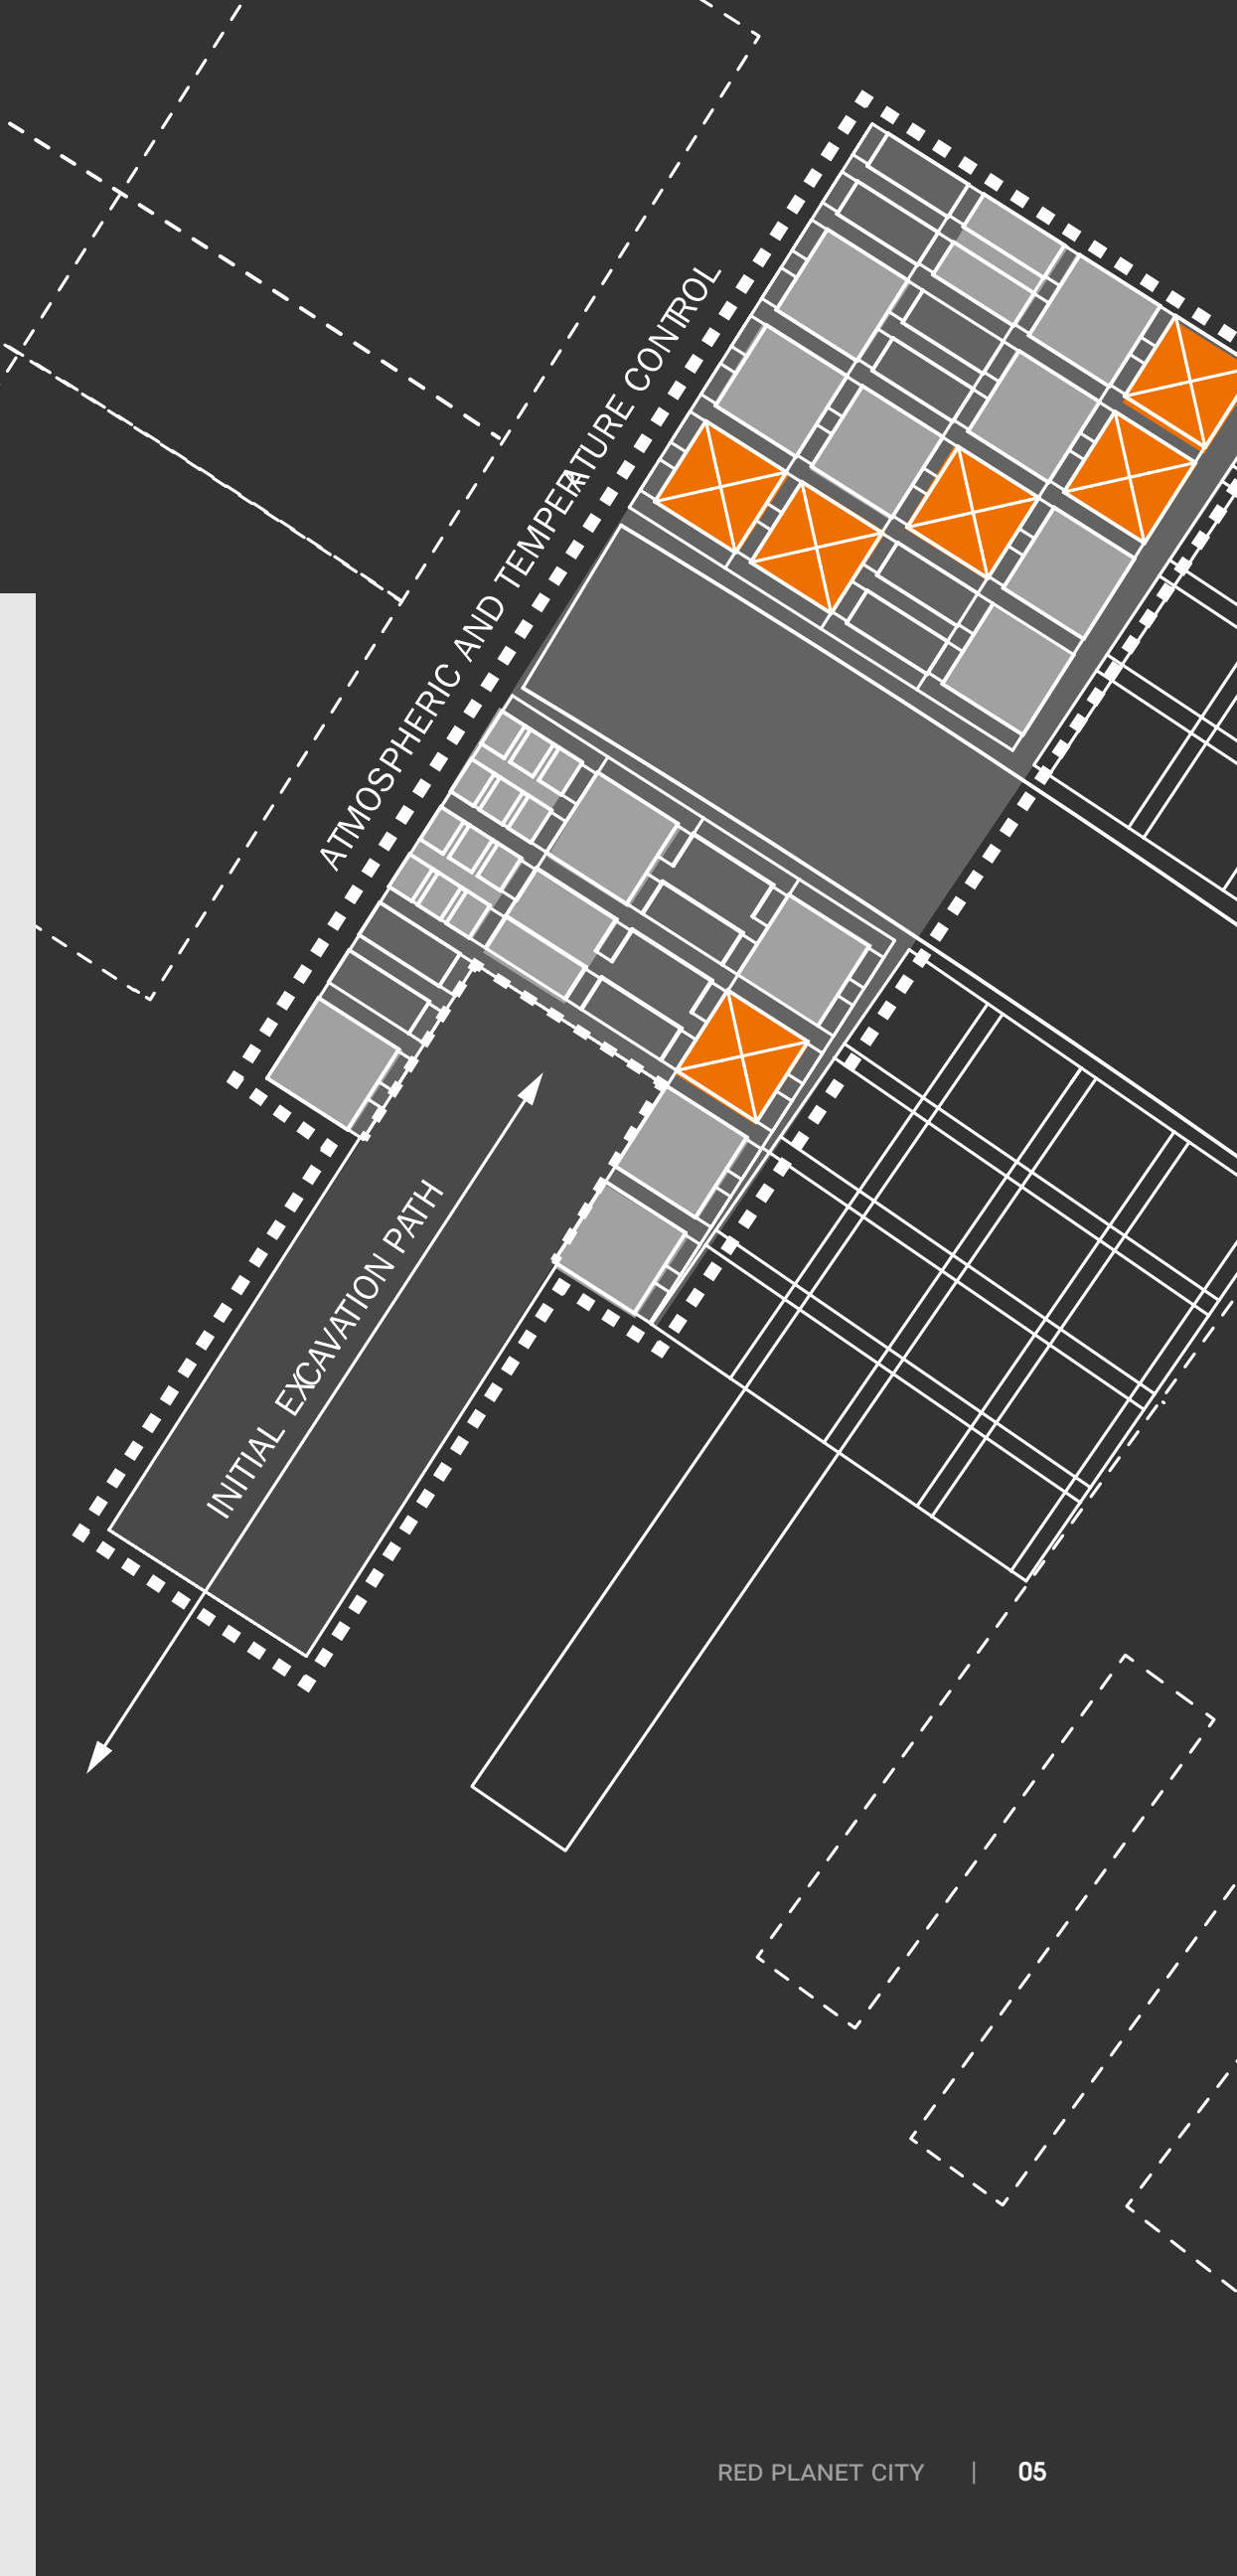 ATMOSPHERIC AND TEMPERATURE CONTROL
INITIAL EXCAVATION PATH
RED PLANET CITY | 05